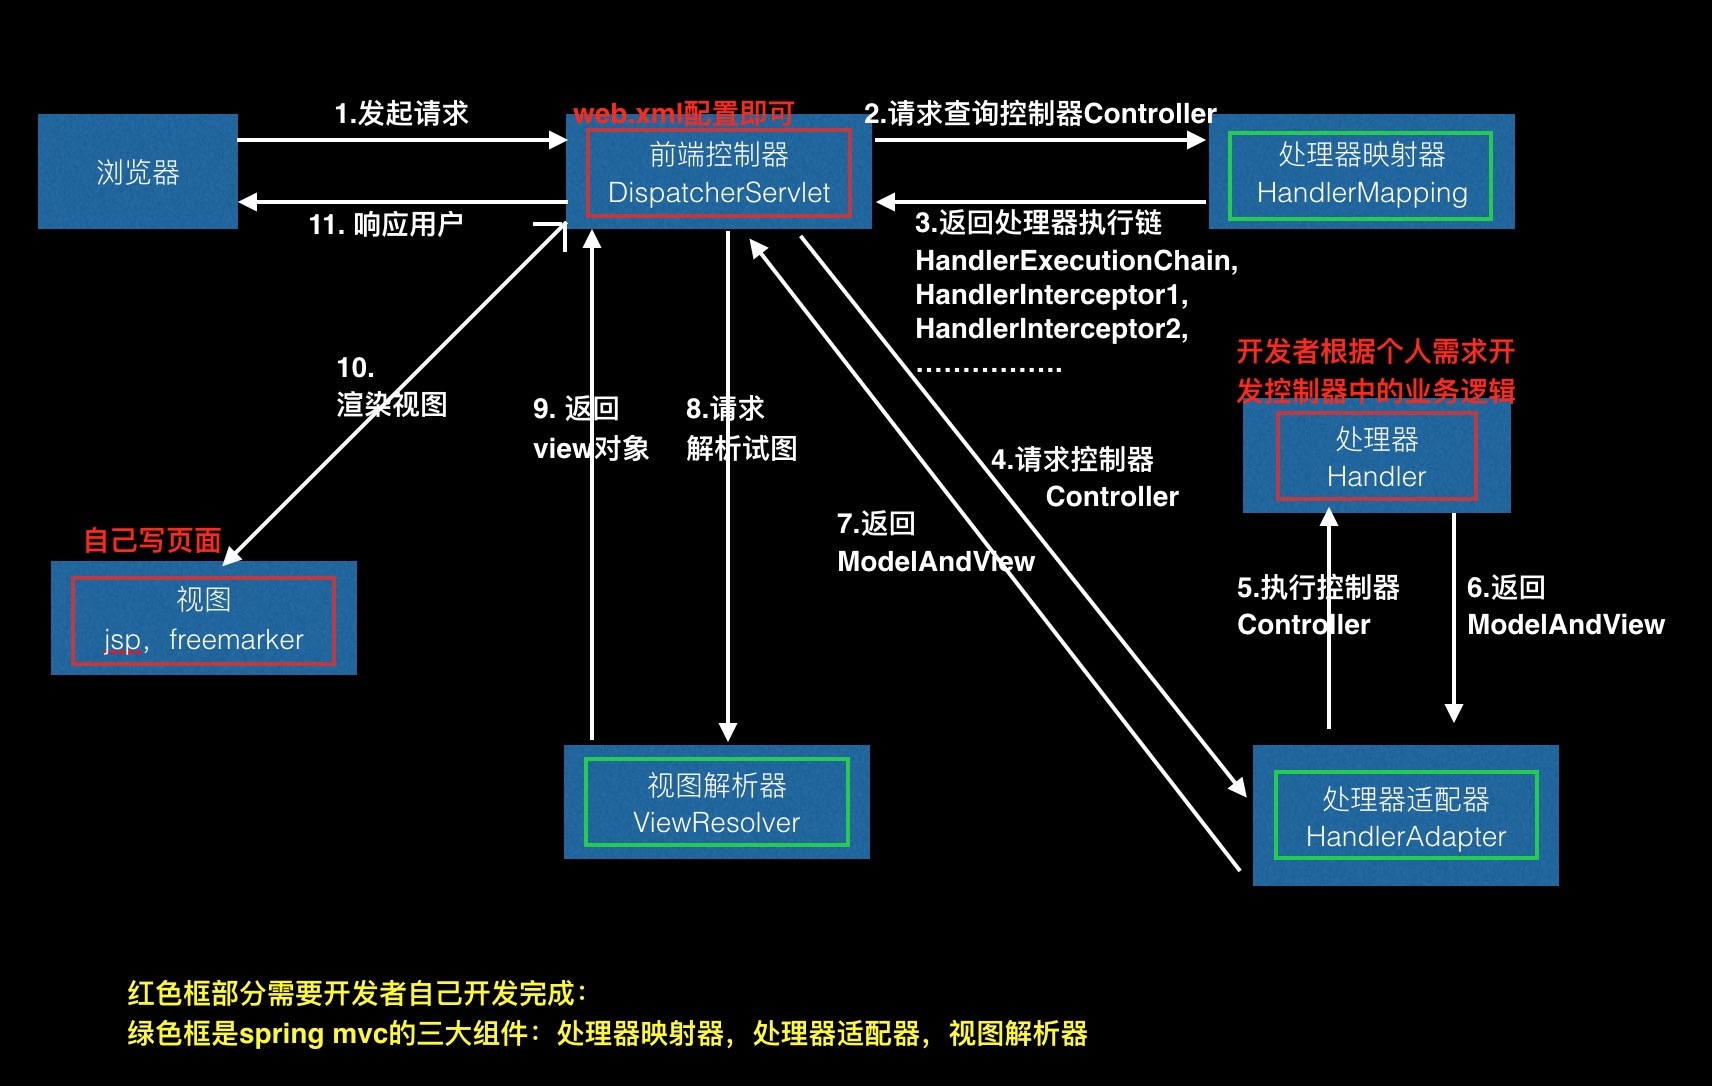 1.发起请求
web.xml配置即可
2.请求查询控制器Controller
浏览器
前端控制器
DispatcherServlet
处理器映射器
HandlerMapping
11. 响应用户
3.返回处理器执行链
HandlerExecutionChain,
HandlerInterceptor1,
HandlerInterceptor2,
................
开发者根据个人需求开
发控制器中的业务逻辑
10.
渲染视图
9. 返回
view对象
8.请求
解析试图
处理器
Handler
4.请求控制器
Controller
7.返回
ModelAndView
自己写页面
视图
jsp，freemarker
5.执行控制器
Controller
6.返回
ModelAndView
视图解析器
ViewResolver
处理器适配器
HandlerAdapter
红色框部分需要开发者自己开发完成：
绿色框是spring mvc的三大组件：处理器映射器，处理器适配器，视图解析器